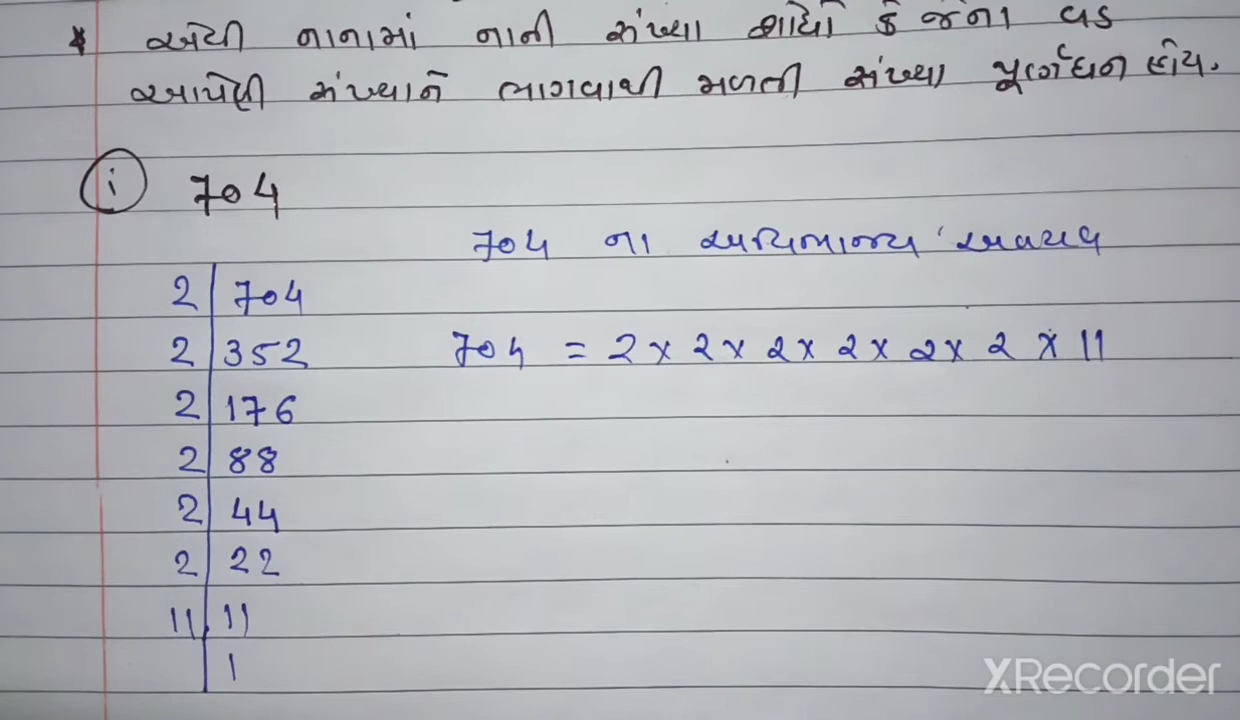 * એવી નાનામાં નાની સંખ્યા શોધો કે જેના વડે
આપેલી સંખ્યાને ભાગવાથી મળતી સંખ્યા પૂર્ણઘન હોય.
i 704
704 ના અવિભાજ્ય અવયવ
2 | 704
2 | 352 704 = 2 × 2 × 2 × 2 × 2 × 2 × 11
2 | 176
2 | 88
2 | 44
2 | 22
11 | 11
| 1
XRecorder